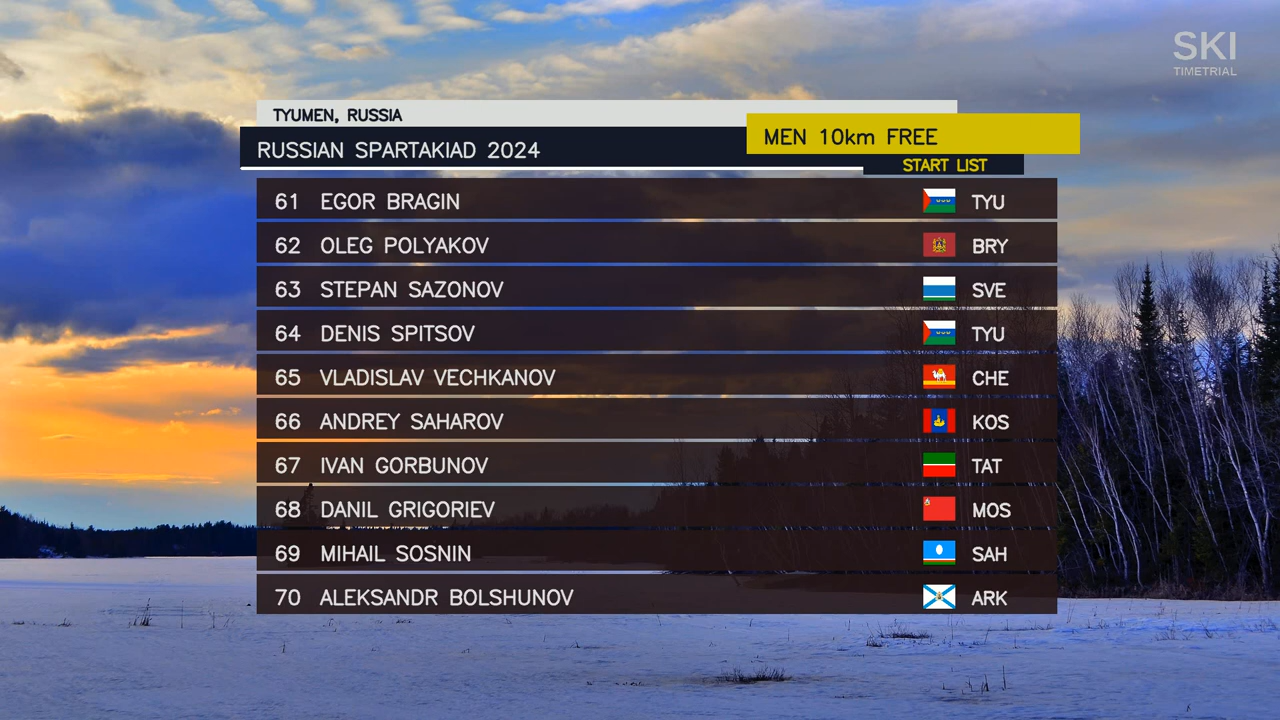 SKI
TIMETRIAL
TYUMEN, RUSSIA
RUSSIAN SPARTAKIAD 2024
MEN 10km FREE
START LIST
61 EGOR BRAGIN TYU
62 OLEG POLYAKOV BRY
63 STEPAN SAZONOV SVE
64 DENIS SPITSOV TYU
65 VLADISLAV VECHKANOV CHE
66 ANDREY SAHAROV KOS
67 IVAN GORBUNOV TAT
68 DANIL GRIGORIEV MOS
69 MIHAIL SOSNIN SAH
70 ALEKSANDR BOLSHUNOV ARK